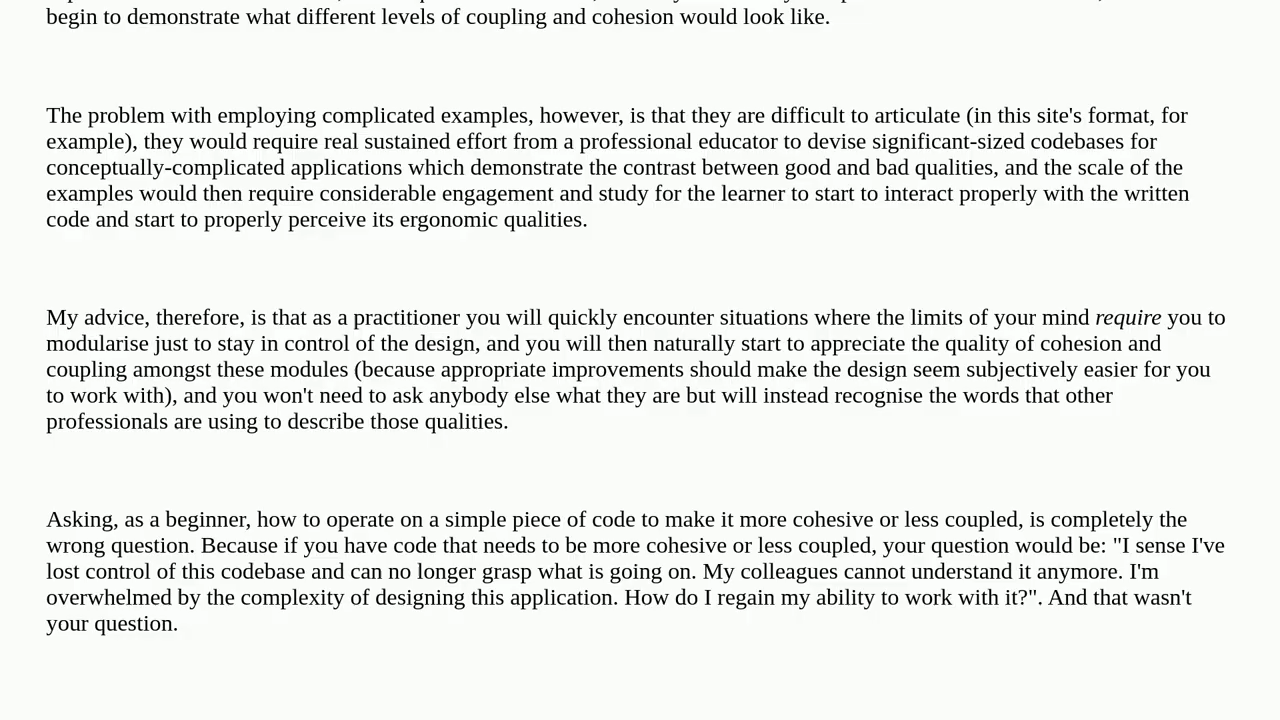 begin to demonstrate what different levels of coupling and cohesion would look like.
The problem with employing complicated examples, however, is that they are difficult to articulate (in this site's format, for
example), they would require real sustained effort from a professional educator to devise significant-sized codebases for
conceptually-complicated applications which demonstrate the contrast between good and bad qualities, and the scale of the
examples would then require considerable engagement and study for the learner to start to interact properly with the written
code and start to properly perceive its ergonomic qualities.
My advice, therefore, is that as a practitioner you will quickly encounter situations where the limits of your mind require you to
modularise just to stay in control of the design, and you will then naturally start to appreciate the quality of cohesion and
coupling amongst these modules (because appropriate improvements should make the design seem subjectively easier for you
to work with), and you won't need to ask anybody else what they are but will instead recognise the words that other
professionals are using to describe those qualities.
Asking, as a beginner, how to operate on a simple piece of code to make it more cohesive or less coupled, is completely the
wrong question. Because if you have code that needs to be more cohesive or less coupled, your question would be: "I sense I've
lost control of this codebase and can no longer grasp what is going on. My colleagues cannot understand it anymore. I'm
overwhelmed by the complexity of designing this application. How do I regain my ability to work with it?". And that wasn't
your question.